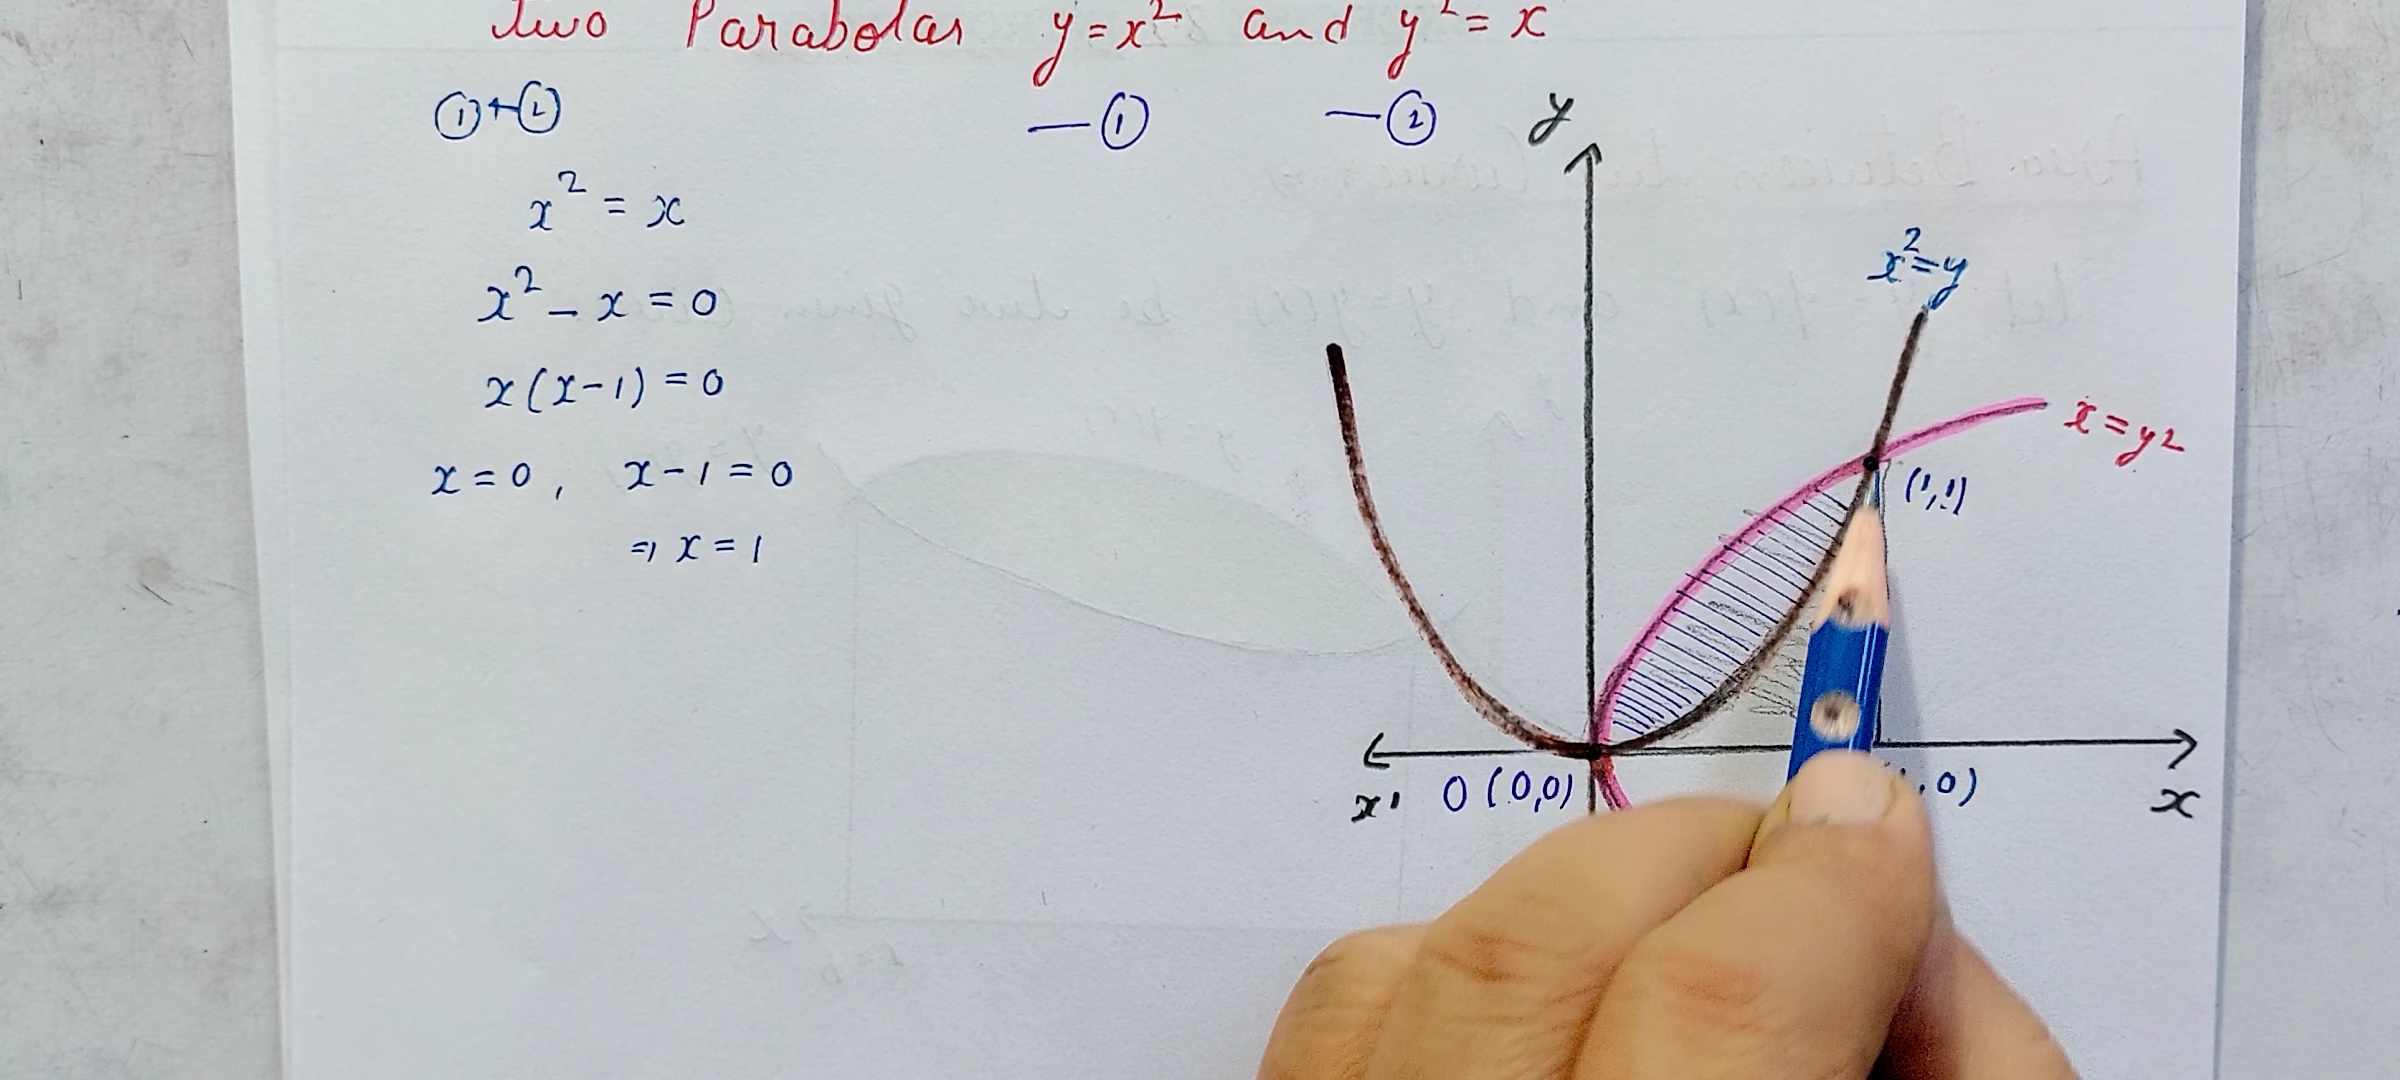 two Parabolas y=x² and y²=x
①+② —① —②
x² = x
x² - x = 0
x(x-1) = 0
x = 0, x-1 = 0
⇒ x = 1
y
x²=y
x=y2
(1,1)
x' O (0,0) ,0) x